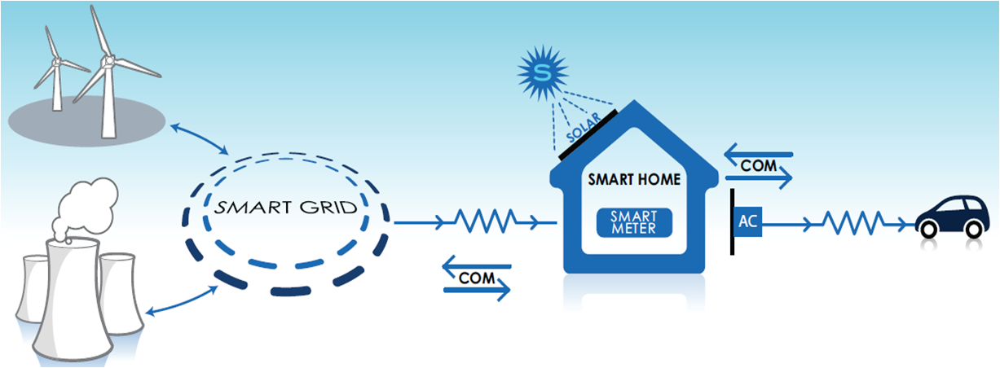 S
SOLAR
SMART GRID
SMART HOME
SMART
METER
COM
AC
COM